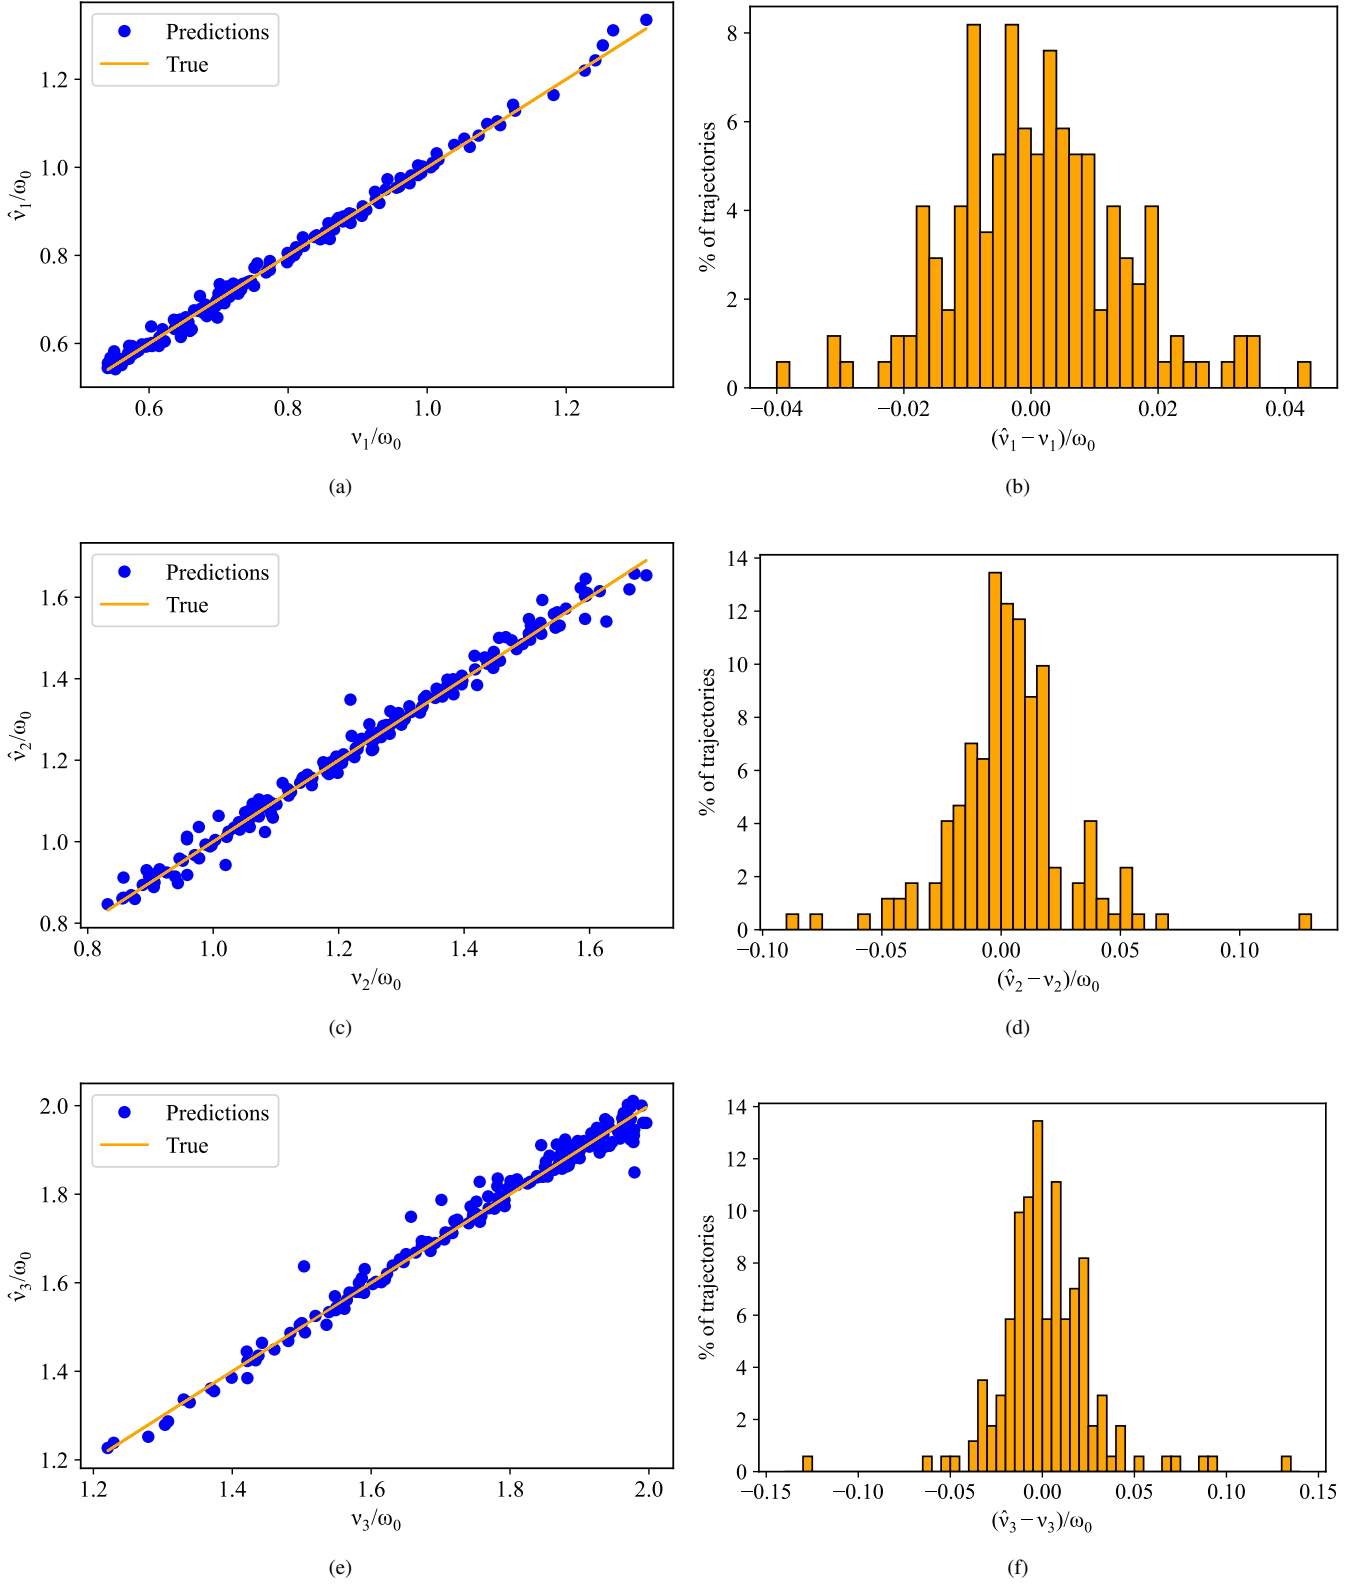 Predictions
True
1.2
1.0
0.8
0.6
ν̂₁/ω₀
0.6 0.8 1.0 1.2
ν₁/ω₀
(a)
8
6
4
2
0
% of trajectories
−0.04 −0.02 0.00 0.02 0.04
(ν̂₁−ν₁)/ω₀
(b)
Predictions
True
1.6
1.4
1.2
1.0
0.8
ν̂₂/ω₀
0.8 1.0 1.2 1.4 1.6
ν₂/ω₀
(c)
14
12
10
8
6
4
2
0
% of trajectories
−0.10 −0.05 0.00 0.05 0.10
(ν̂₂−ν₂)/ω₀
(d)
Predictions
True
2.0
1.8
1.6
1.4
1.2
ν̂₃/ω₀
1.2 1.4 1.6 1.8 2.0
ν₃/ω₀
(e)
14
12
10
8
6
4
2
0
% of trajectories
−0.15 −0.10 −0.05 0.00 0.05 0.10 0.15
(ν̂₃−ν₃)/ω₀
(f)